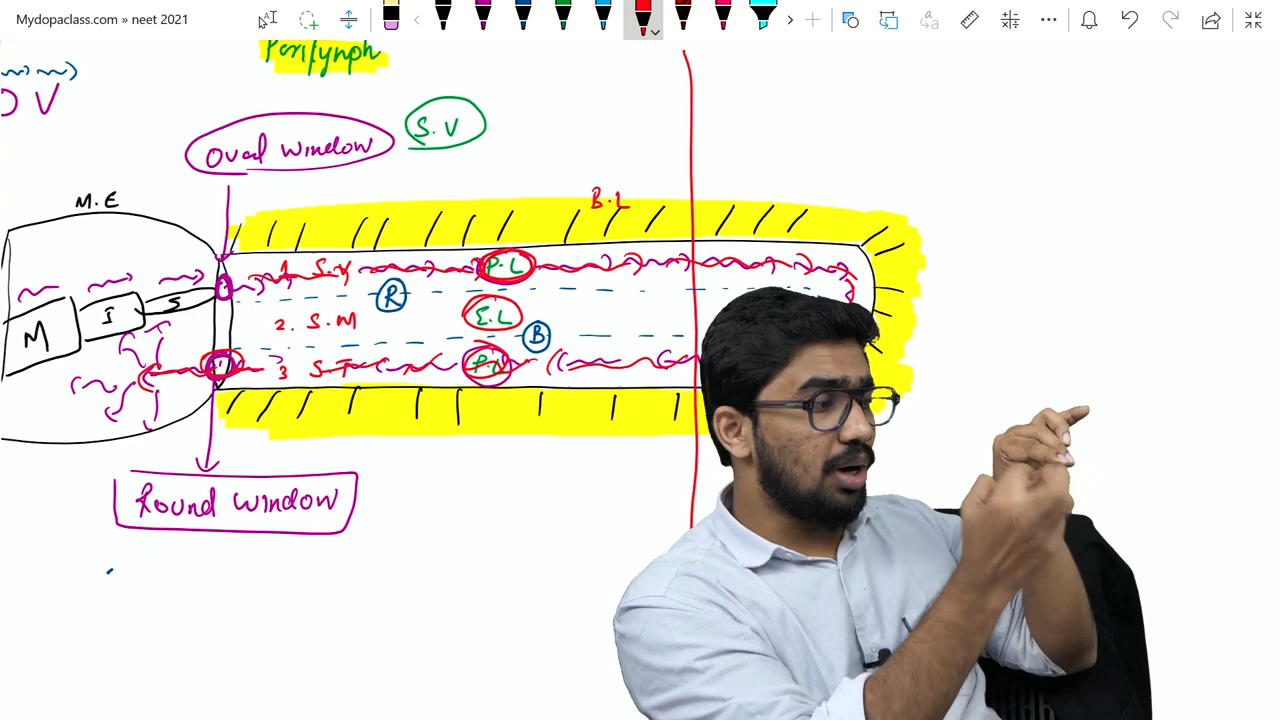 Mydopaclass.com » neet 2021
Perilymph
V
Oval window
S.V
M.E
B.L
1 S.V
P.L
R
M
I
S
2. S.M
E.L
B
3 S.T
P.L
Round window